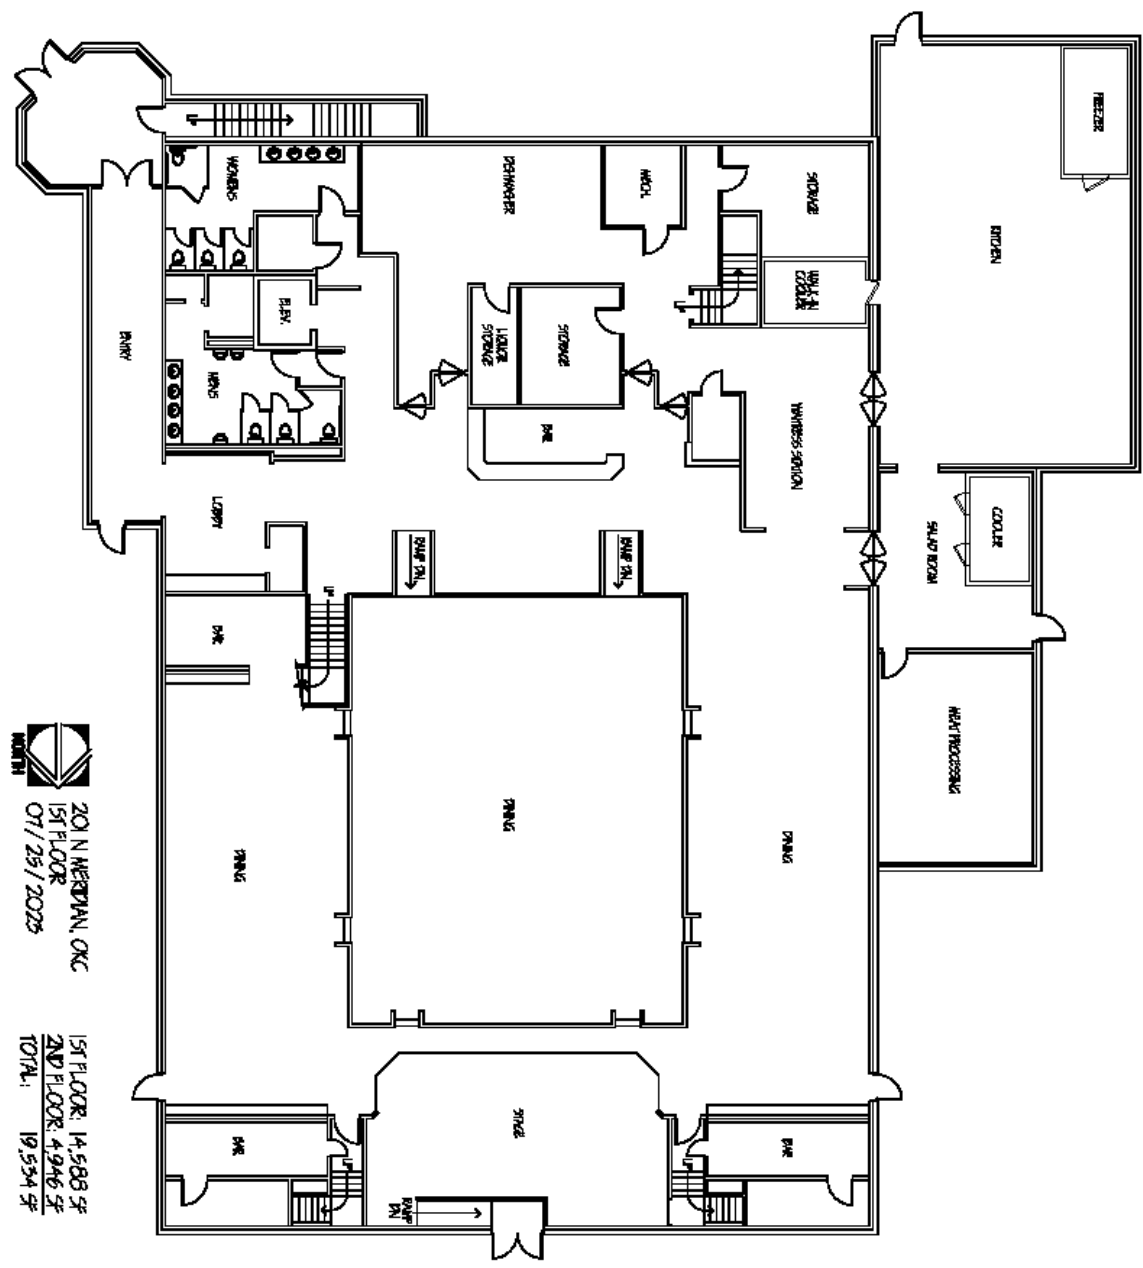 FREEZER
WOMENS
DISHWASHER
MECH.
STORAGE
KITCHEN
UP
WALK-IN
COOLER
ELEV.
ENTRY
LIQUOR
STORAGE
STORAGE
MENS
BAR
WAITRESS STATION
LOBBY
RAMP DN
RAMP DN
SALAD ROOM
COOLER
UP
BAR
MEAT PROCESSING
DINING
DINING
DINING
STAGE
BAR
BAR
UP
UP
RAMP
DN
HUTON
201 N MERIDIAN, OKC
1ST FLOOR
07/25/2023
1ST FLOOR: 14,588 SF
2ND FLOOR: 4,946 SF
TOTAL: 19,534 SF